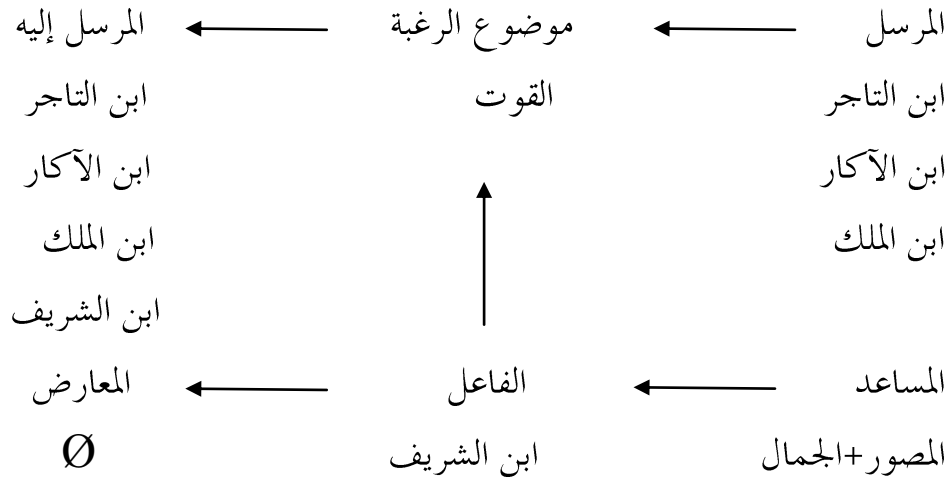 المرسل موضوع الرغبة المرسل إليه
ابن التاجر القوت ابن التاجر
ابن الآكار ابن الآكار
ابن الملك ابن الملك
ابن الشريف
المساعد الفاعل المعارض
المصور+الجمال ابن الشريف Ø